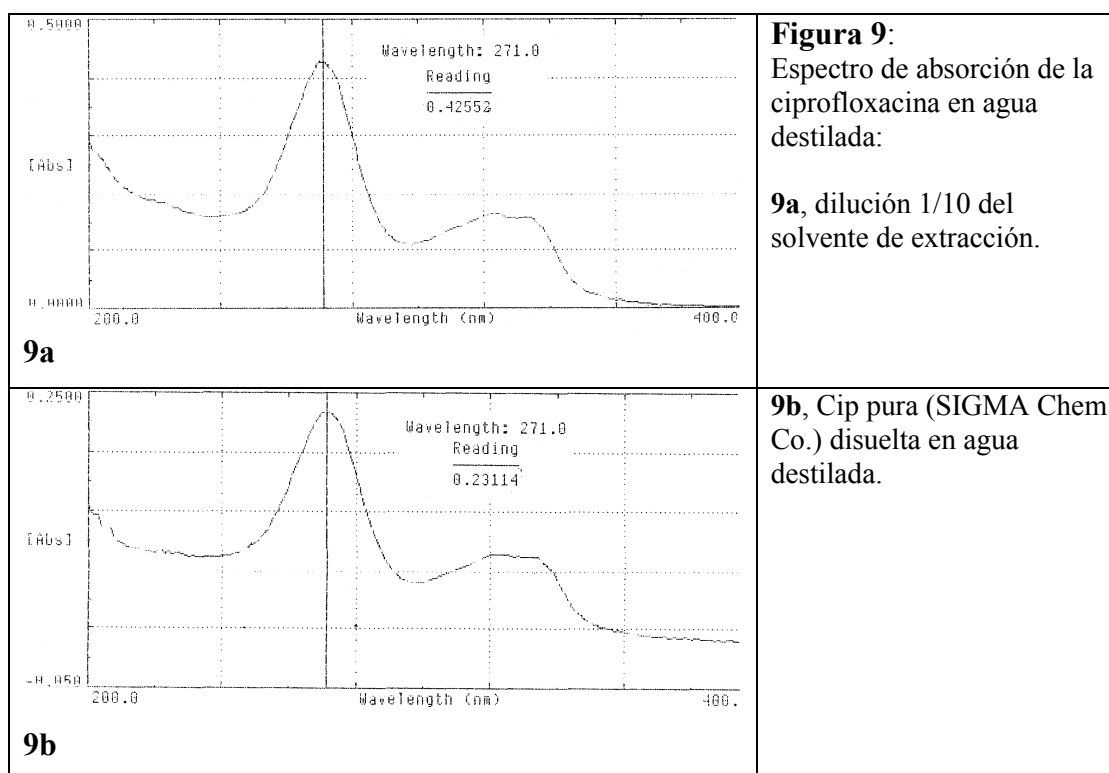 0.5000
Wavelength: 271.0
Reading
0.42552
[Abs]
0.0000
200.0
Wavelength (nm)
400.0
9a
Figura 9:
Espectro de absorción de la
ciprofloxacina en agua
destilada:
9a, dilución 1/10 del
solvente de extracción.
0.2500
Wavelength: 271.0
Reading
0.23114
[Abs]
-0.050
200.0
Wavelength (nm)
400.
9b
9b, Cip pura (SIGMA Chem
Co.) disuelta en agua
destilada.